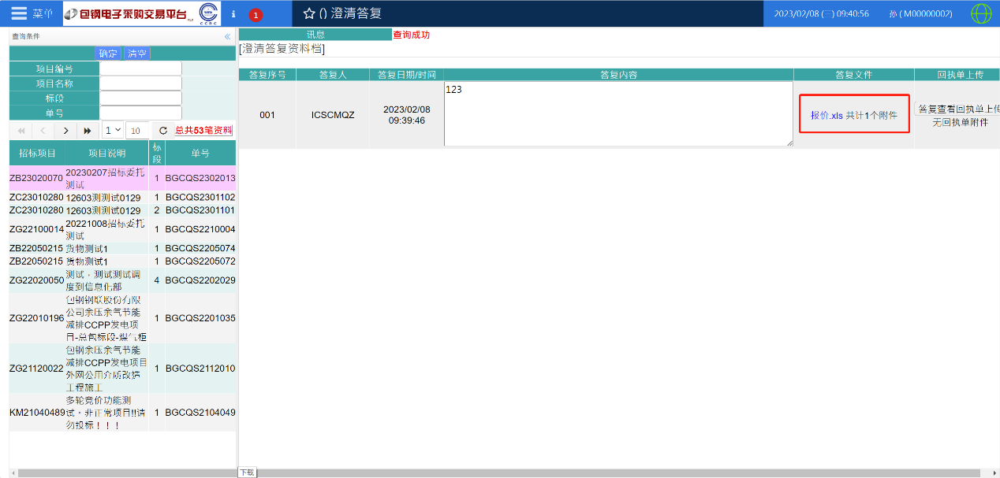 菜单 包钢电子采购交易平台 CCRC i 1 () 澄清答复 2023/02/08 (三) 09:40:56 孙 ( M00000002)
查询条件 «
确定 清空
项目编号
项目名称
标段
单号
1 10 总共53笔资料
招标项目 项目说明 标段 单号
ZB23020070 20230207招标委托测试 1 BGCQS2302013
ZC23010280 12603测测试0129 1 BGCQS2301102
ZC23010280 12603测测试0129 2 BGCQS2301101
ZG22100014 20221008招标委托测试 1 BGCQS2210004
ZB22050215 货物测试1 1 BGCQS2205074
ZB22050215 货物测试1 1 BGCQS2205072
ZG22020050 测试-测试测试调度到信息化部 4 BGCQS2202029
ZG22010196 包钢钢联股份有限公司余压余气节能减排CCPP发电项目-总包标段-煤气柜 1 BGCQS2201035
ZG21120022 包钢余压余气节能减排CCPP发电项目外网公用介质改造工程施工 1 BGCQS2112010
KM21040489 多轮竞价功能测试-非正常项目!!请勿投标！！！ 1 BGCQS2104049
讯息 查询成功
[澄清答复资料档]
答复序号 答复人 答复日期/时间 答复内容 答复文件 回执单上传
001 ICSCMQZ 2023/02/08 09:39:46 123 报价.xls 共计1个附件 答复查看回执单上传
无回执单附件
下载